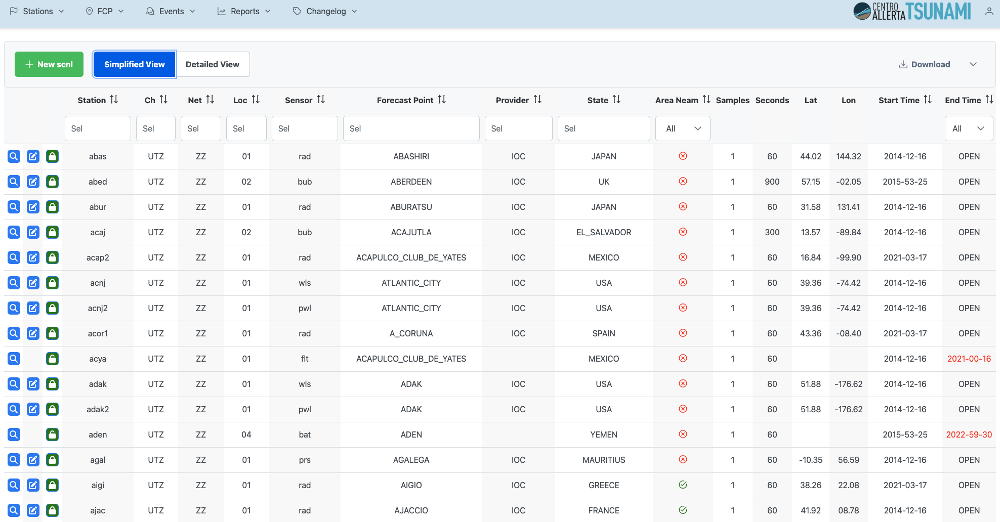 Stations FCP Events Reports Changelog CENTRO ALLERTA TSUNAMI
New scnl Simplified View Detailed View Download
Station Ch Net Loc Sensor Forecast Point Provider State Area Neam Samples Seconds Lat Lon Start Time End Time
Sel Sel Sel Sel Sel Sel Sel Sel All All
abas UTZ ZZ 01 rad ABASHIRI IOC JAPAN 1 60 44.02 144.32 2014-12-16 OPEN
abed UTZ ZZ 02 bub ABERDEEN IOC UK 1 900 57.15 -02.05 2015-53-25 OPEN
abur UTZ ZZ 01 rad ABURATSU IOC JAPAN 1 60 31.58 131.41 2014-12-16 OPEN
acaj UTZ ZZ 02 bub ACAJUTLA IOC EL_SALVADOR 1 300 13.57 -89.84 2014-12-16 OPEN
acap2 UTZ ZZ 01 rad ACAPULCO_CLUB_DE_YATES IOC MEXICO 1 60 16.84 -99.90 2021-03-17 OPEN
acnj UTZ ZZ 01 wls ATLANTIC_CITY IOC USA 1 60 39.36 -74.42 2014-12-16 OPEN
acnj2 UTZ ZZ 01 pwl ATLANTIC_CITY IOC USA 1 60 39.36 -74.42 2014-12-16 OPEN
acor1 UTZ ZZ 01 rad A_CORUNA IOC SPAIN 1 60 43.36 -08.40 2021-03-17 OPEN
acya UTZ ZZ 01 flt ACAPULCO_CLUB_DE_YATES MEXICO 1 60 2014-12-16 2021-00-16
adak UTZ ZZ 01 wls ADAK IOC USA 1 60 51.88 -176.62 2014-12-16 OPEN
adak2 UTZ ZZ 01 pwl ADAK IOC USA 1 60 51.88 -176.62 2014-12-16 OPEN
aden UTZ ZZ 04 bat ADEN YEMEN 1 60 2015-53-25 2022-59-30
agal UTZ ZZ 01 prs AGALEGA IOC MAURITIUS 1 60 -10.35 56.59 2014-12-16 OPEN
aigi UTZ ZZ 01 rad AIGIO IOC GREECE 1 60 38.26 22.08 2021-03-17 OPEN
ajac UTZ ZZ 01 rad AJACCIO IOC FRANCE 1 60 41.92 08.78 2014-12-16 OPEN